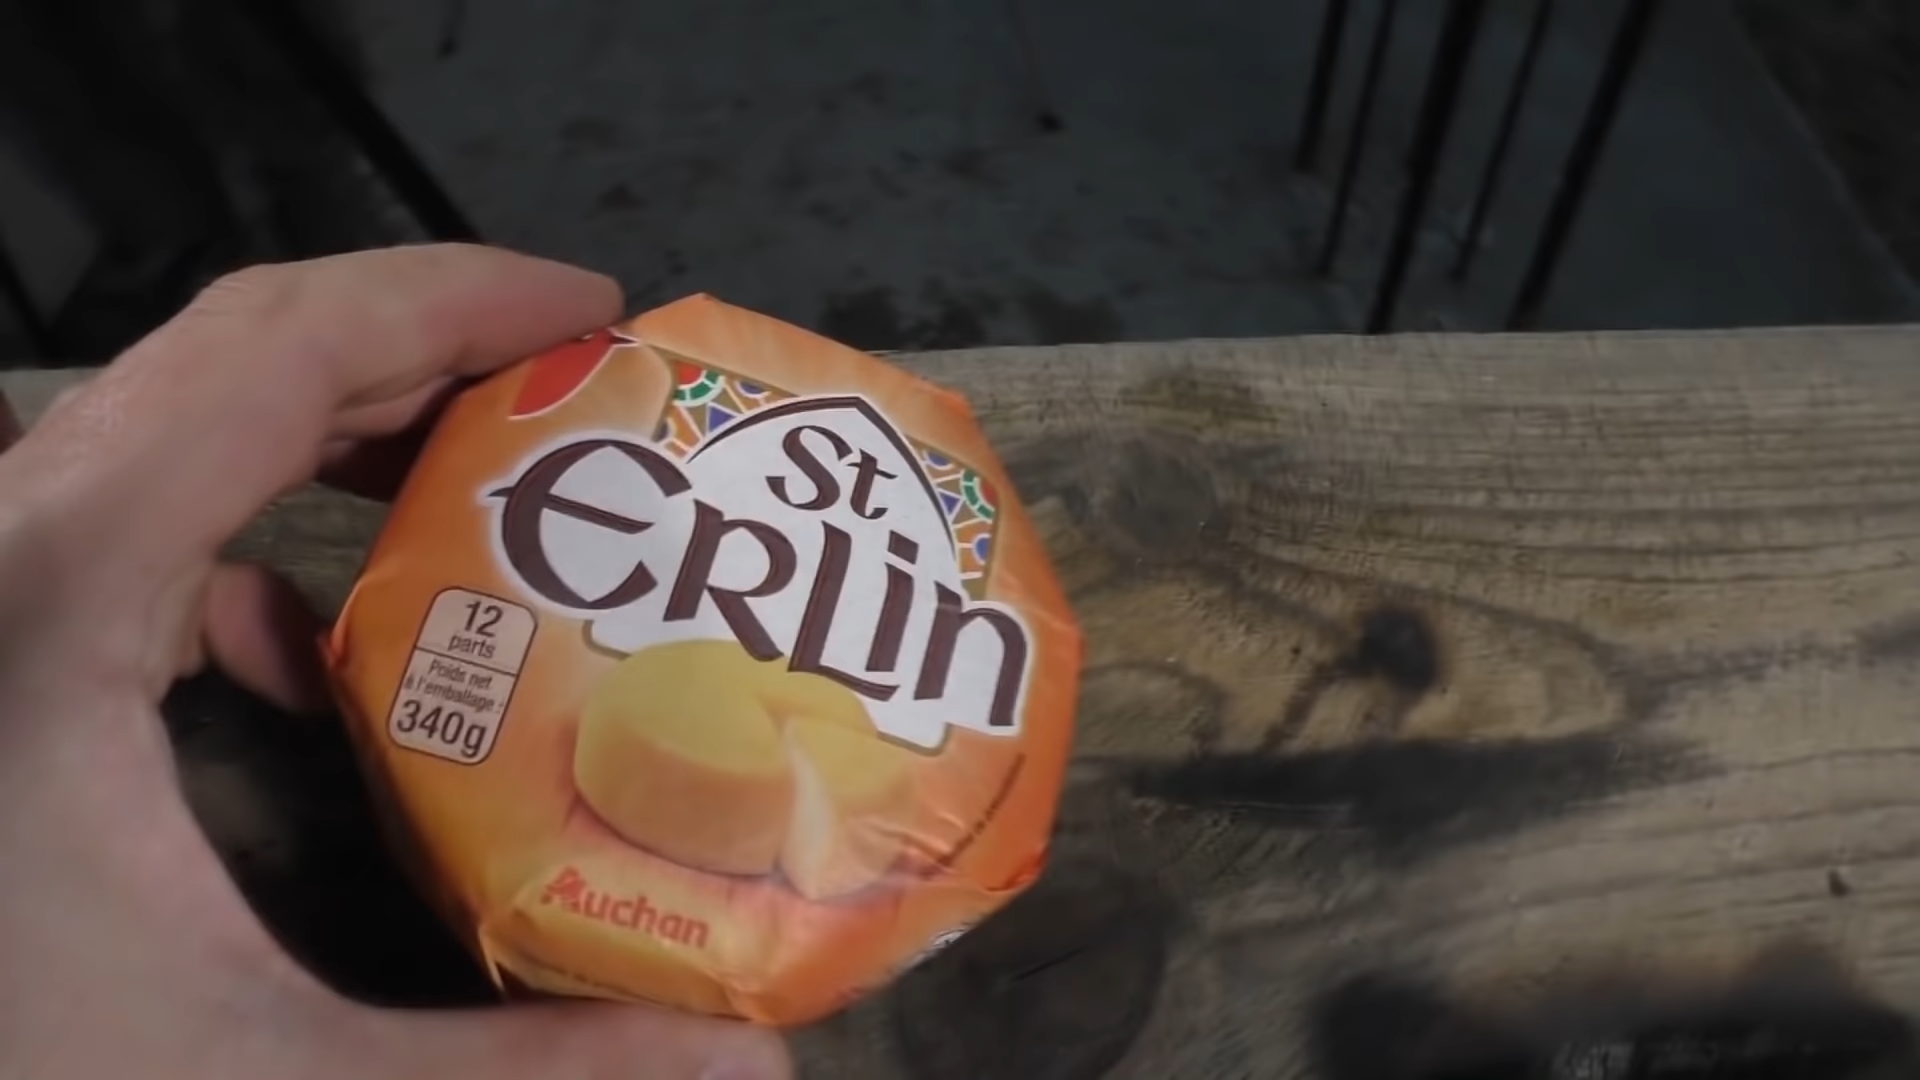 St
ERLin
12
parts
Poids net
à l'emballage :
340g
Auchan